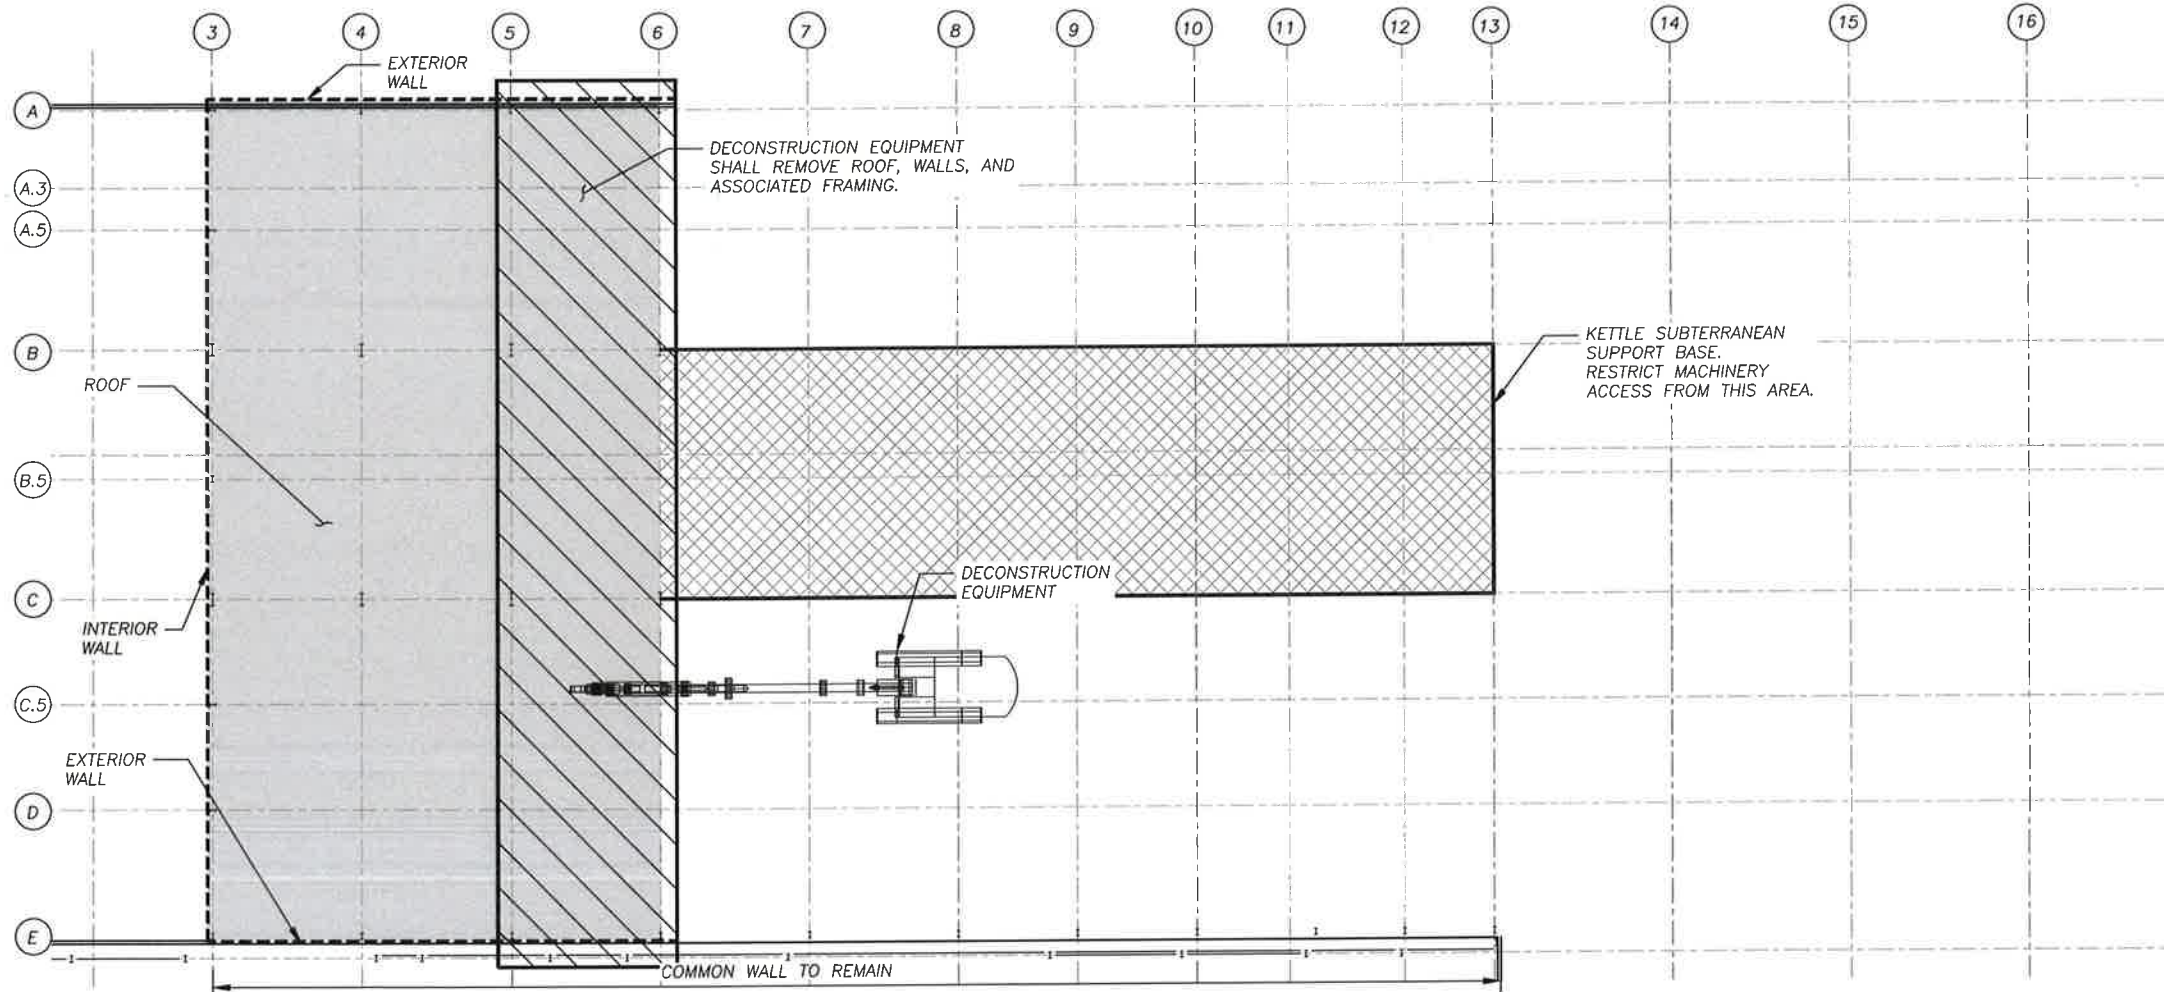 3 4 5 6 7 8 9 10 11 12 13 14 15 16
EXTERIOR
WALL
A
DECONSTRUCTION EQUIPMENT
SHALL REMOVE ROOF, WALLS, AND
ASSOCIATED FRAMING.
A.3
A.5
B
KETTLE SUBTERRANEAN
SUPPORT BASE.
RESTRICT MACHINERY
ACCESS FROM THIS AREA.
ROOF
B.5
DECONSTRUCTION
EQUIPMENT
C
INTERIOR
WALL
C.5
EXTERIOR
WALL
D
E
COMMON WALL TO REMAIN